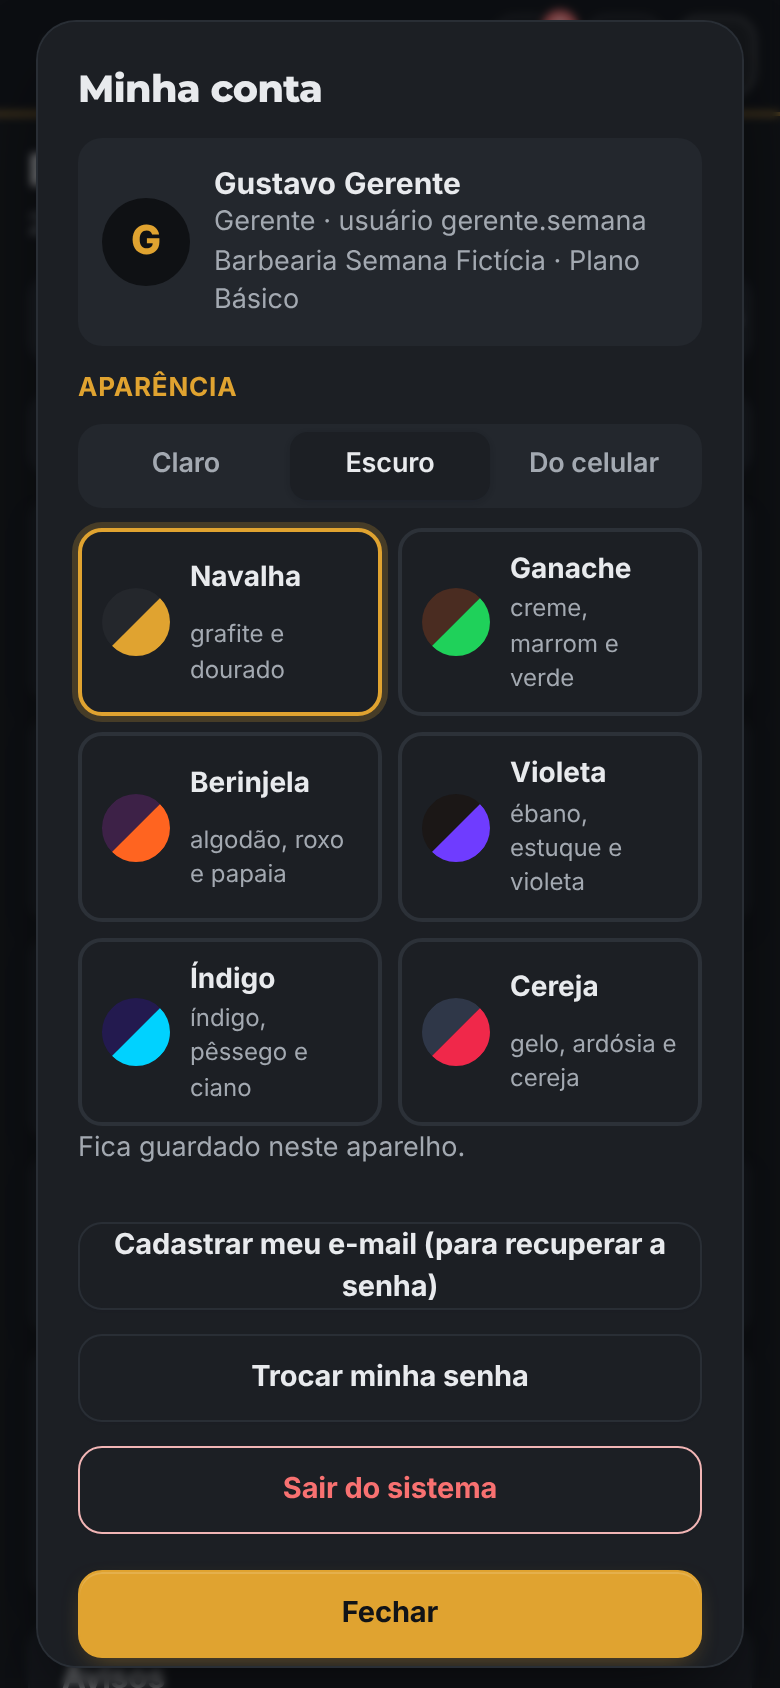 Minha conta
G
Gustavo Gerente
Gerente · usuário gerente.semana
Barbearia Semana Fictícia · Plano
Básico
APARÊNCIA
Claro
Escuro
Do celular
Navalha
grafite e
dourado
Ganache
creme,
marrom e
verde
Berinjela
algodão, roxo
e papaia
Violeta
ébano,
estuque e
violeta
Índigo
índigo,
pêssego e
ciano
Cereja
gelo, ardósia e
cereja
Fica guardado neste aparelho.
Cadastrar meu e-mail (para recuperar a
senha)
Trocar minha senha
Sair do sistema
Fechar
Avisos